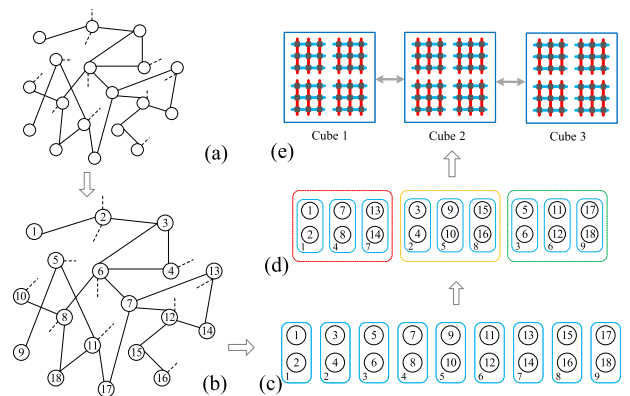 (a)
Cube 1
Cube 2
Cube 3
(e)
1
2
3
4
5
6
7
8
9
10
11
12
13
14
15
16
17
18
(b)
1 7 13
2 8 14
1 4 7
3 9 15
4 10 16
2 5 8
5 11 17
6 12 18
3 6 9
(d)
1 3 5 7 9 11 13 15 17
2 4 6 8 10 12 14 16 18
1 2 3 4 5 6 7 8 9
(c)